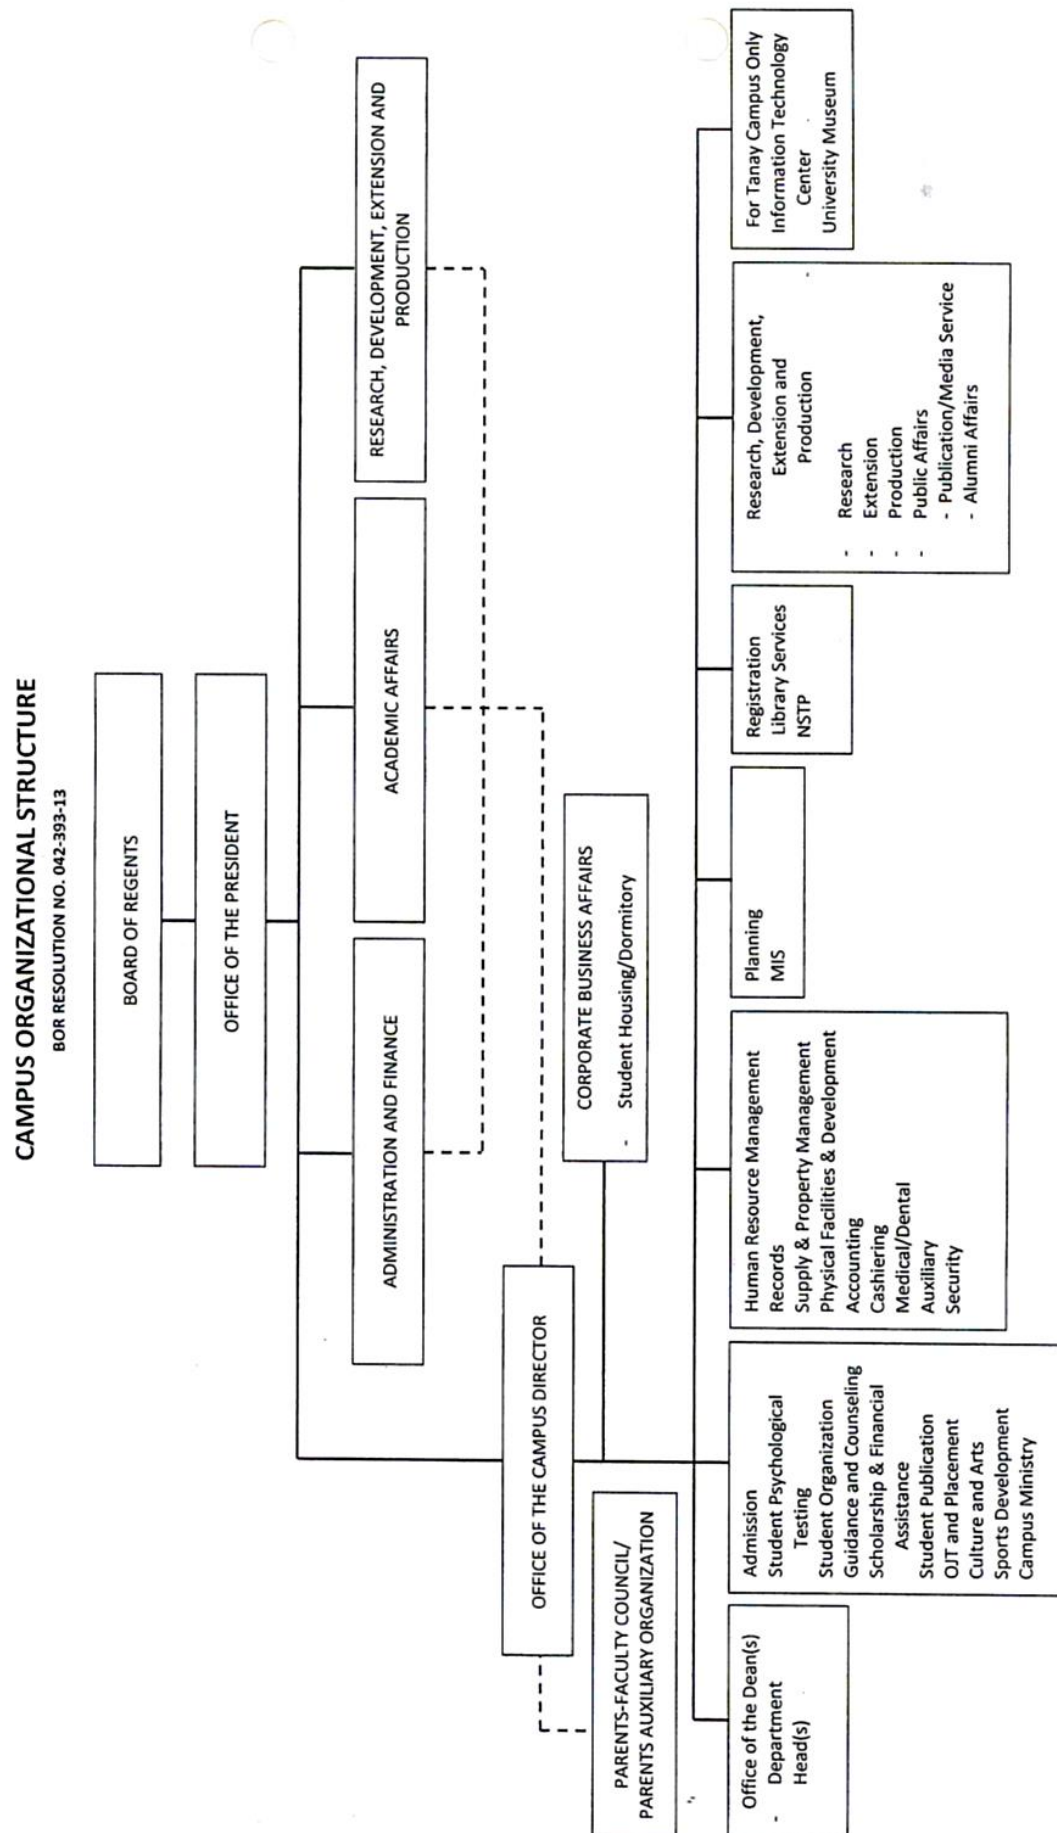 CAMPUS ORGANIZATIONAL STRUCTURE
BOR RESOLUTION NO. 042-393-13
BOARD OF REGENTS
OFFICE OF THE PRESIDENT
ADMINISTRATION AND FINANCE
ACADEMIC AFFAIRS
RESEARCH, DEVELOPMENT, EXTENSION AND
PRODUCTION
OFFICE OF THE CAMPUS DIRECTOR
PARENTS-FACULTY COUNCIL/
PARENTS AUXILIARY ORGANIZATION
CORPORATE BUSINESS AFFAIRS
- Student Housing/Dormitory
Office of the Dean(s)
- Department
Head(s)
Admission
Student Psychological
Testing
Student Organization
Guidance and Counseling
Scholarship & Financial
Assistance
Student Publication
OJT and Placement
Culture and Arts
Sports Development
Campus Ministry
Human Resource Management
Records
Supply & Property Management
Physical Facilities & Development
Accounting
Cashiering
Medical/Dental
Auxiliary
Security
Planning
MIS
Registration
Library Services
NSTP
Research, Development,
Extension and
Production
- Research
- Extension
- Production
- Public Affairs
- Publication/Media Service
- Alumni Affairs
For Tanay Campus Only
Information Technology
Center
University Museum